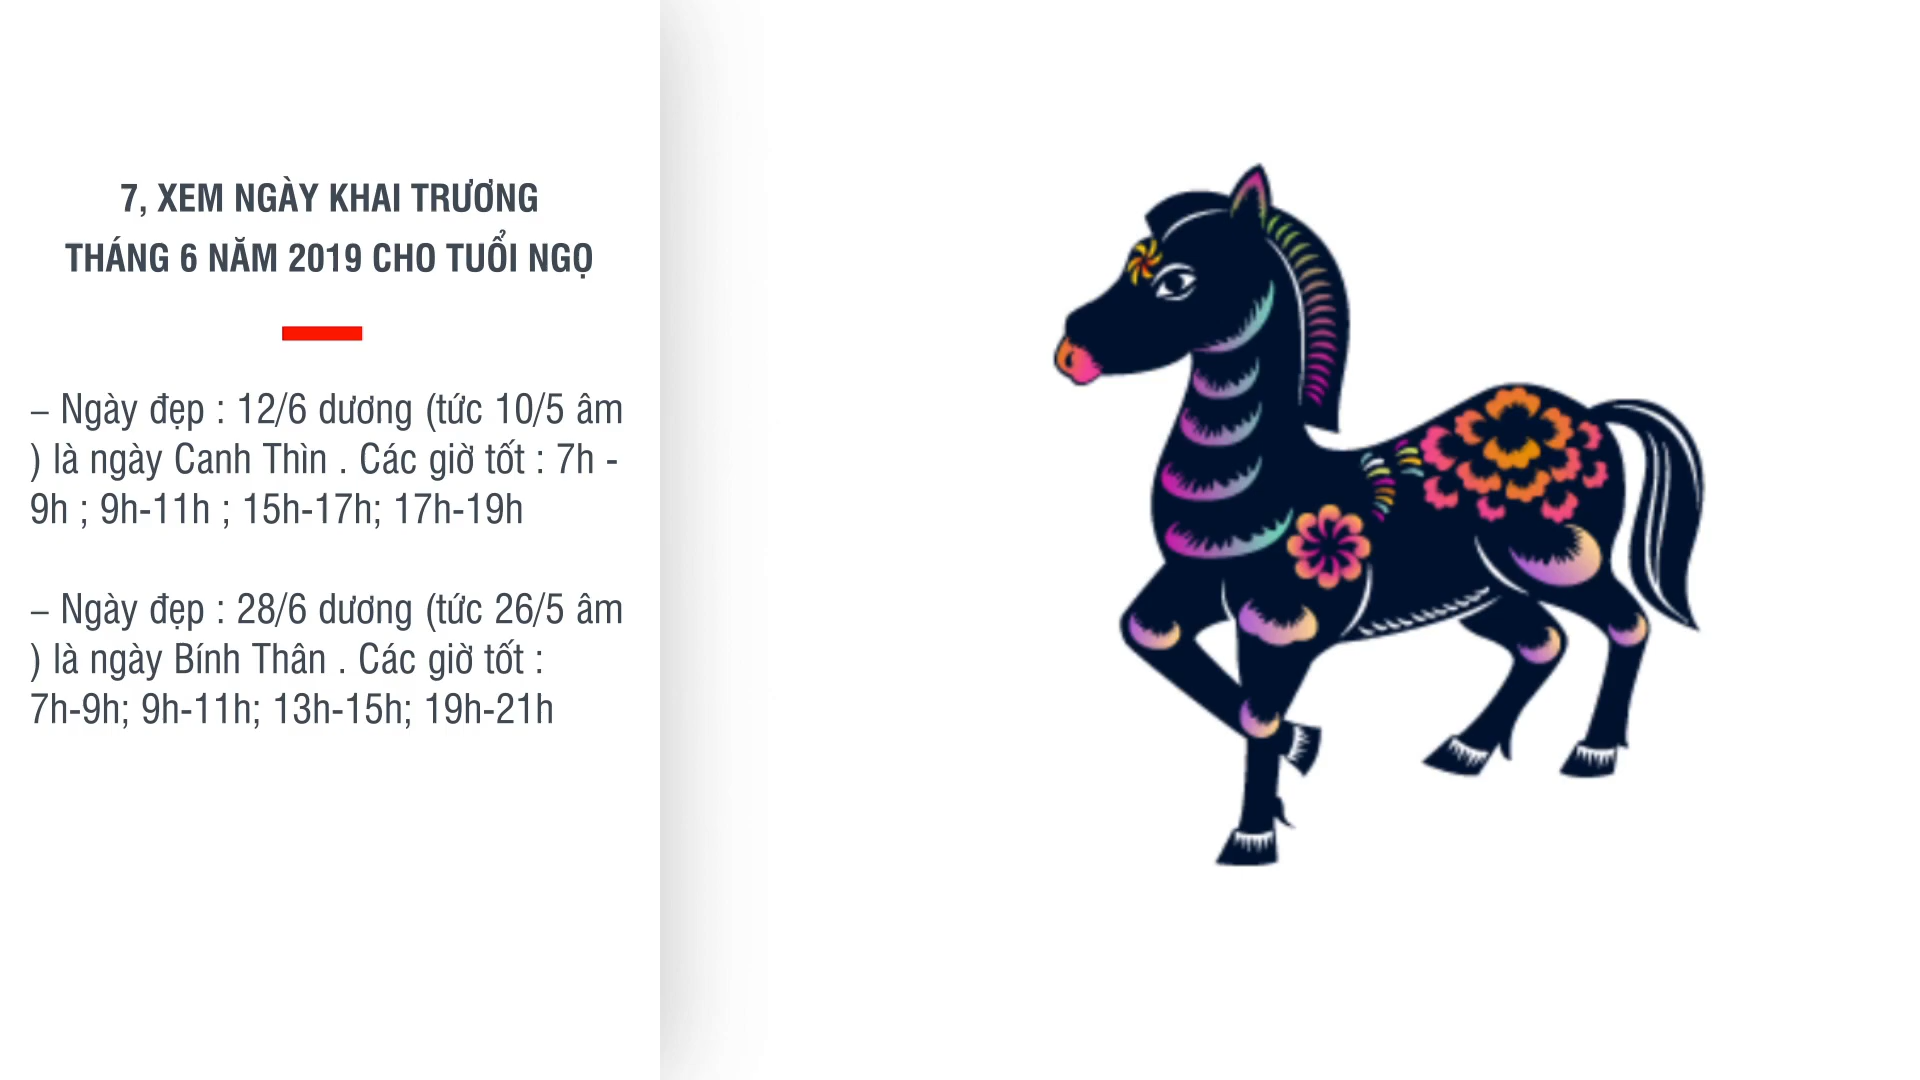 7, XEM NGÀY KHAI TRƯƠNG
THÁNG 6 NĂM 2019 CHO TUỔI NGỌ
– Ngày đẹp : 12/6 dương (tức 10/5 âm
) là ngày Canh Thìn . Các giờ tốt : 7h -
9h ; 9h-11h ; 15h-17h; 17h-19h
– Ngày đẹp : 28/6 dương (tức 26/5 âm
) là ngày Bính Thân . Các giờ tốt :
7h-9h; 9h-11h; 13h-15h; 19h-21h